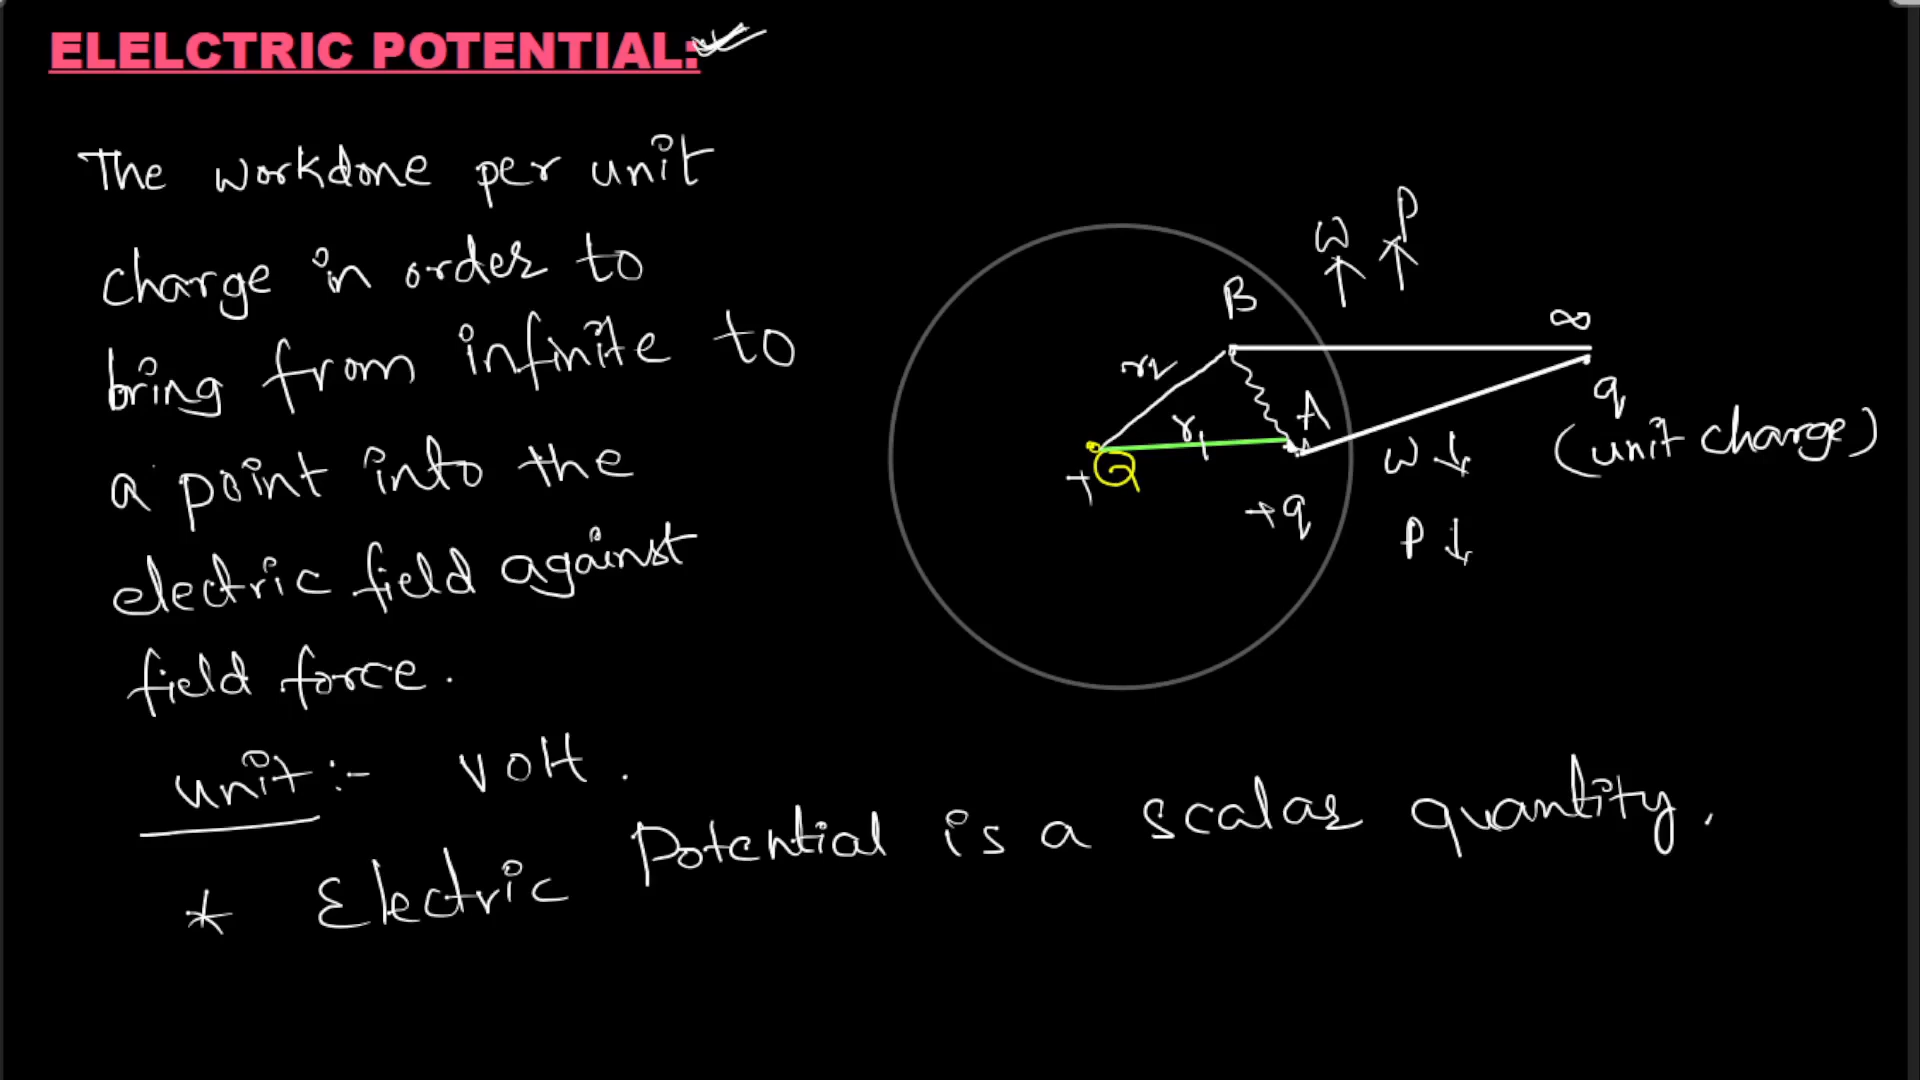 ELELCTRIC POTENTIAL:
The workdone per unit
charge in order to
bring from infinite to
a point into the
electric field against
field force.
unit :- volt.
* Electric Potential is a scalar quantity.
W P
B
∞
r2
A
r1
q
(unit charge)
+Q
W ↓
+q
P ↓